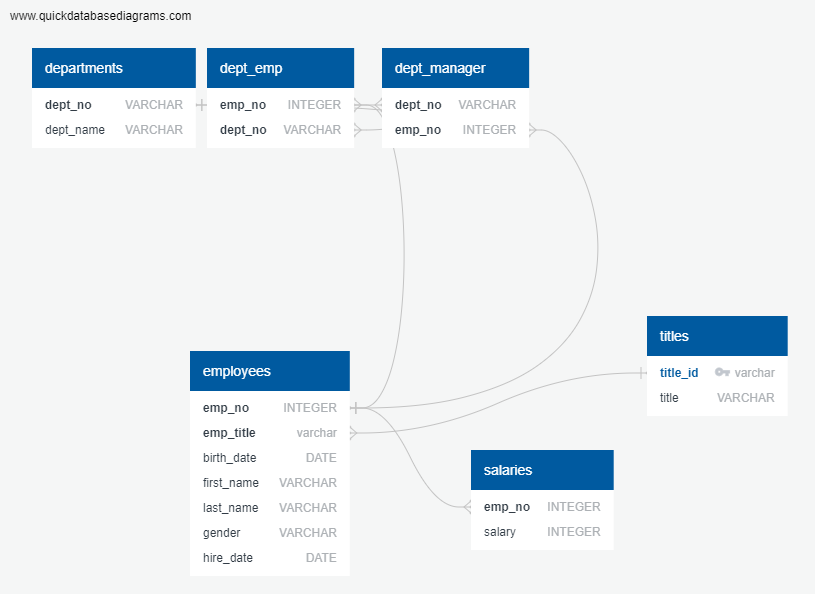 www.quickdatabasediagrams.com
departments
dept_no VARCHAR
dept_name VARCHAR
dept_emp
emp_no INTEGER
dept_no VARCHAR
dept_manager
dept_no VARCHAR
emp_no INTEGER
employees
emp_no INTEGER
emp_title varchar
birth_date DATE
first_name VARCHAR
last_name VARCHAR
gender VARCHAR
hire_date DATE
titles
title_id varchar
title VARCHAR
salaries
emp_no INTEGER
salary INTEGER